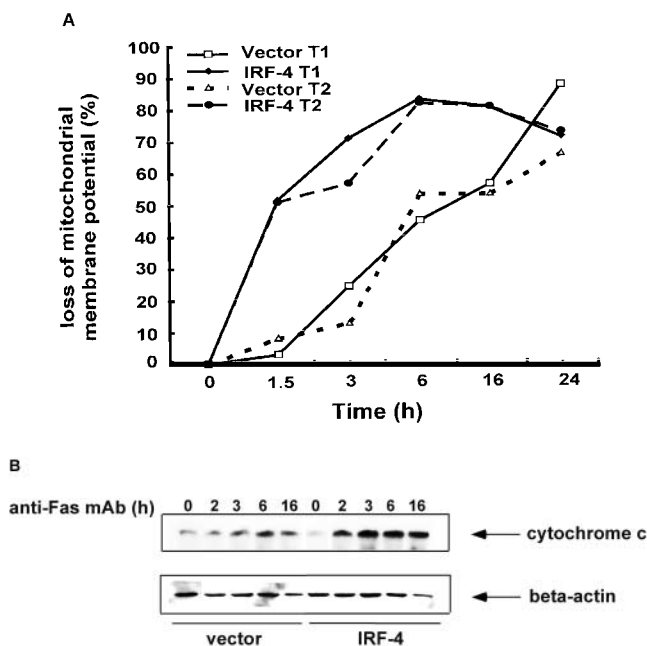 A
100
90
80
70
60
50
40
30
20
10
0
loss of mitochondrial
membrane potential (%)
Vector T1
IRF-4 T1
Vector T2
IRF-4 T2
0 1.5 3 6 16 24
Time (h)
B
anti-Fas mAb (h) 0 2 3 6 16 0 2 3 6 16
cytochrome c
beta-actin
vector IRF-4